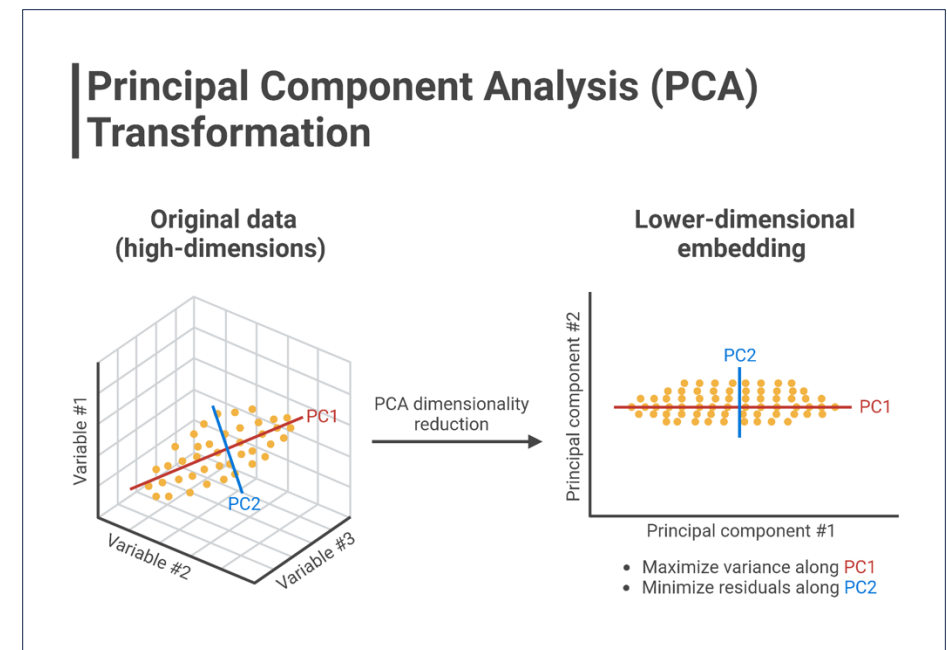 Principal Component Analysis (PCA)
Transformation
Original data
(high-dimensions)
Variable #1
Variable #2
Variable #3
PC1
PC2
PCA dimensionality
reduction
Lower-dimensional
embedding
Principal component #2
PC2
PC1
Principal component #1
• Maximize variance along PC1
• Minimize residuals along PC2